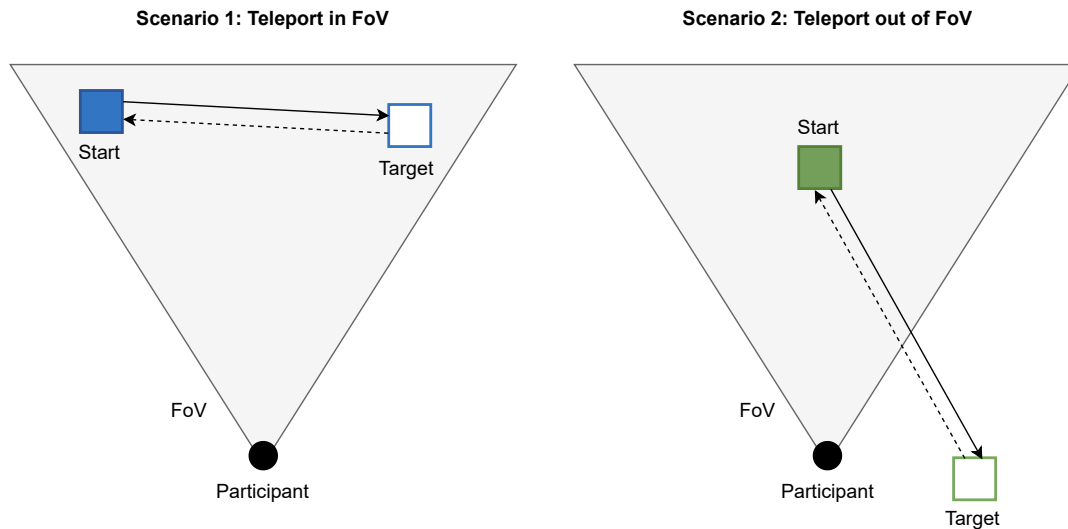 Scenario 1: Teleport in FoV
Start
Target
FoV
Participant
Scenario 2: Teleport out of FoV
Start
FoV
Participant
Target